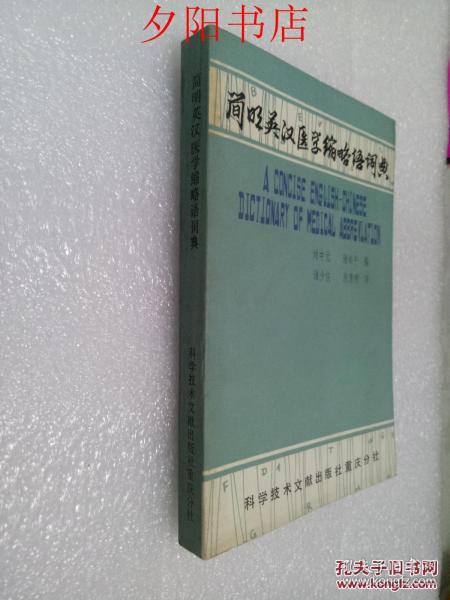 夕阳书店
简明英汉医学缩略语词典
A CONCISE ENGLISH-CHINESE
DICTIONARY OF MEDICAL ABBREVIATION
科学技术文献出版社重庆分社
简明英汉医学缩略语词典
科学技术文献出版社重庆分社
孔夫子旧书网
www.kongfz.com